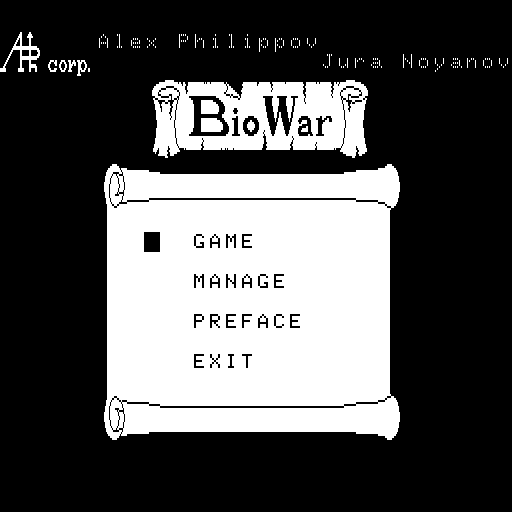 Alex Philippov
Jura Noyanov
corp.
BioWar
GAME
MANAGE
PREFACE
EXIT